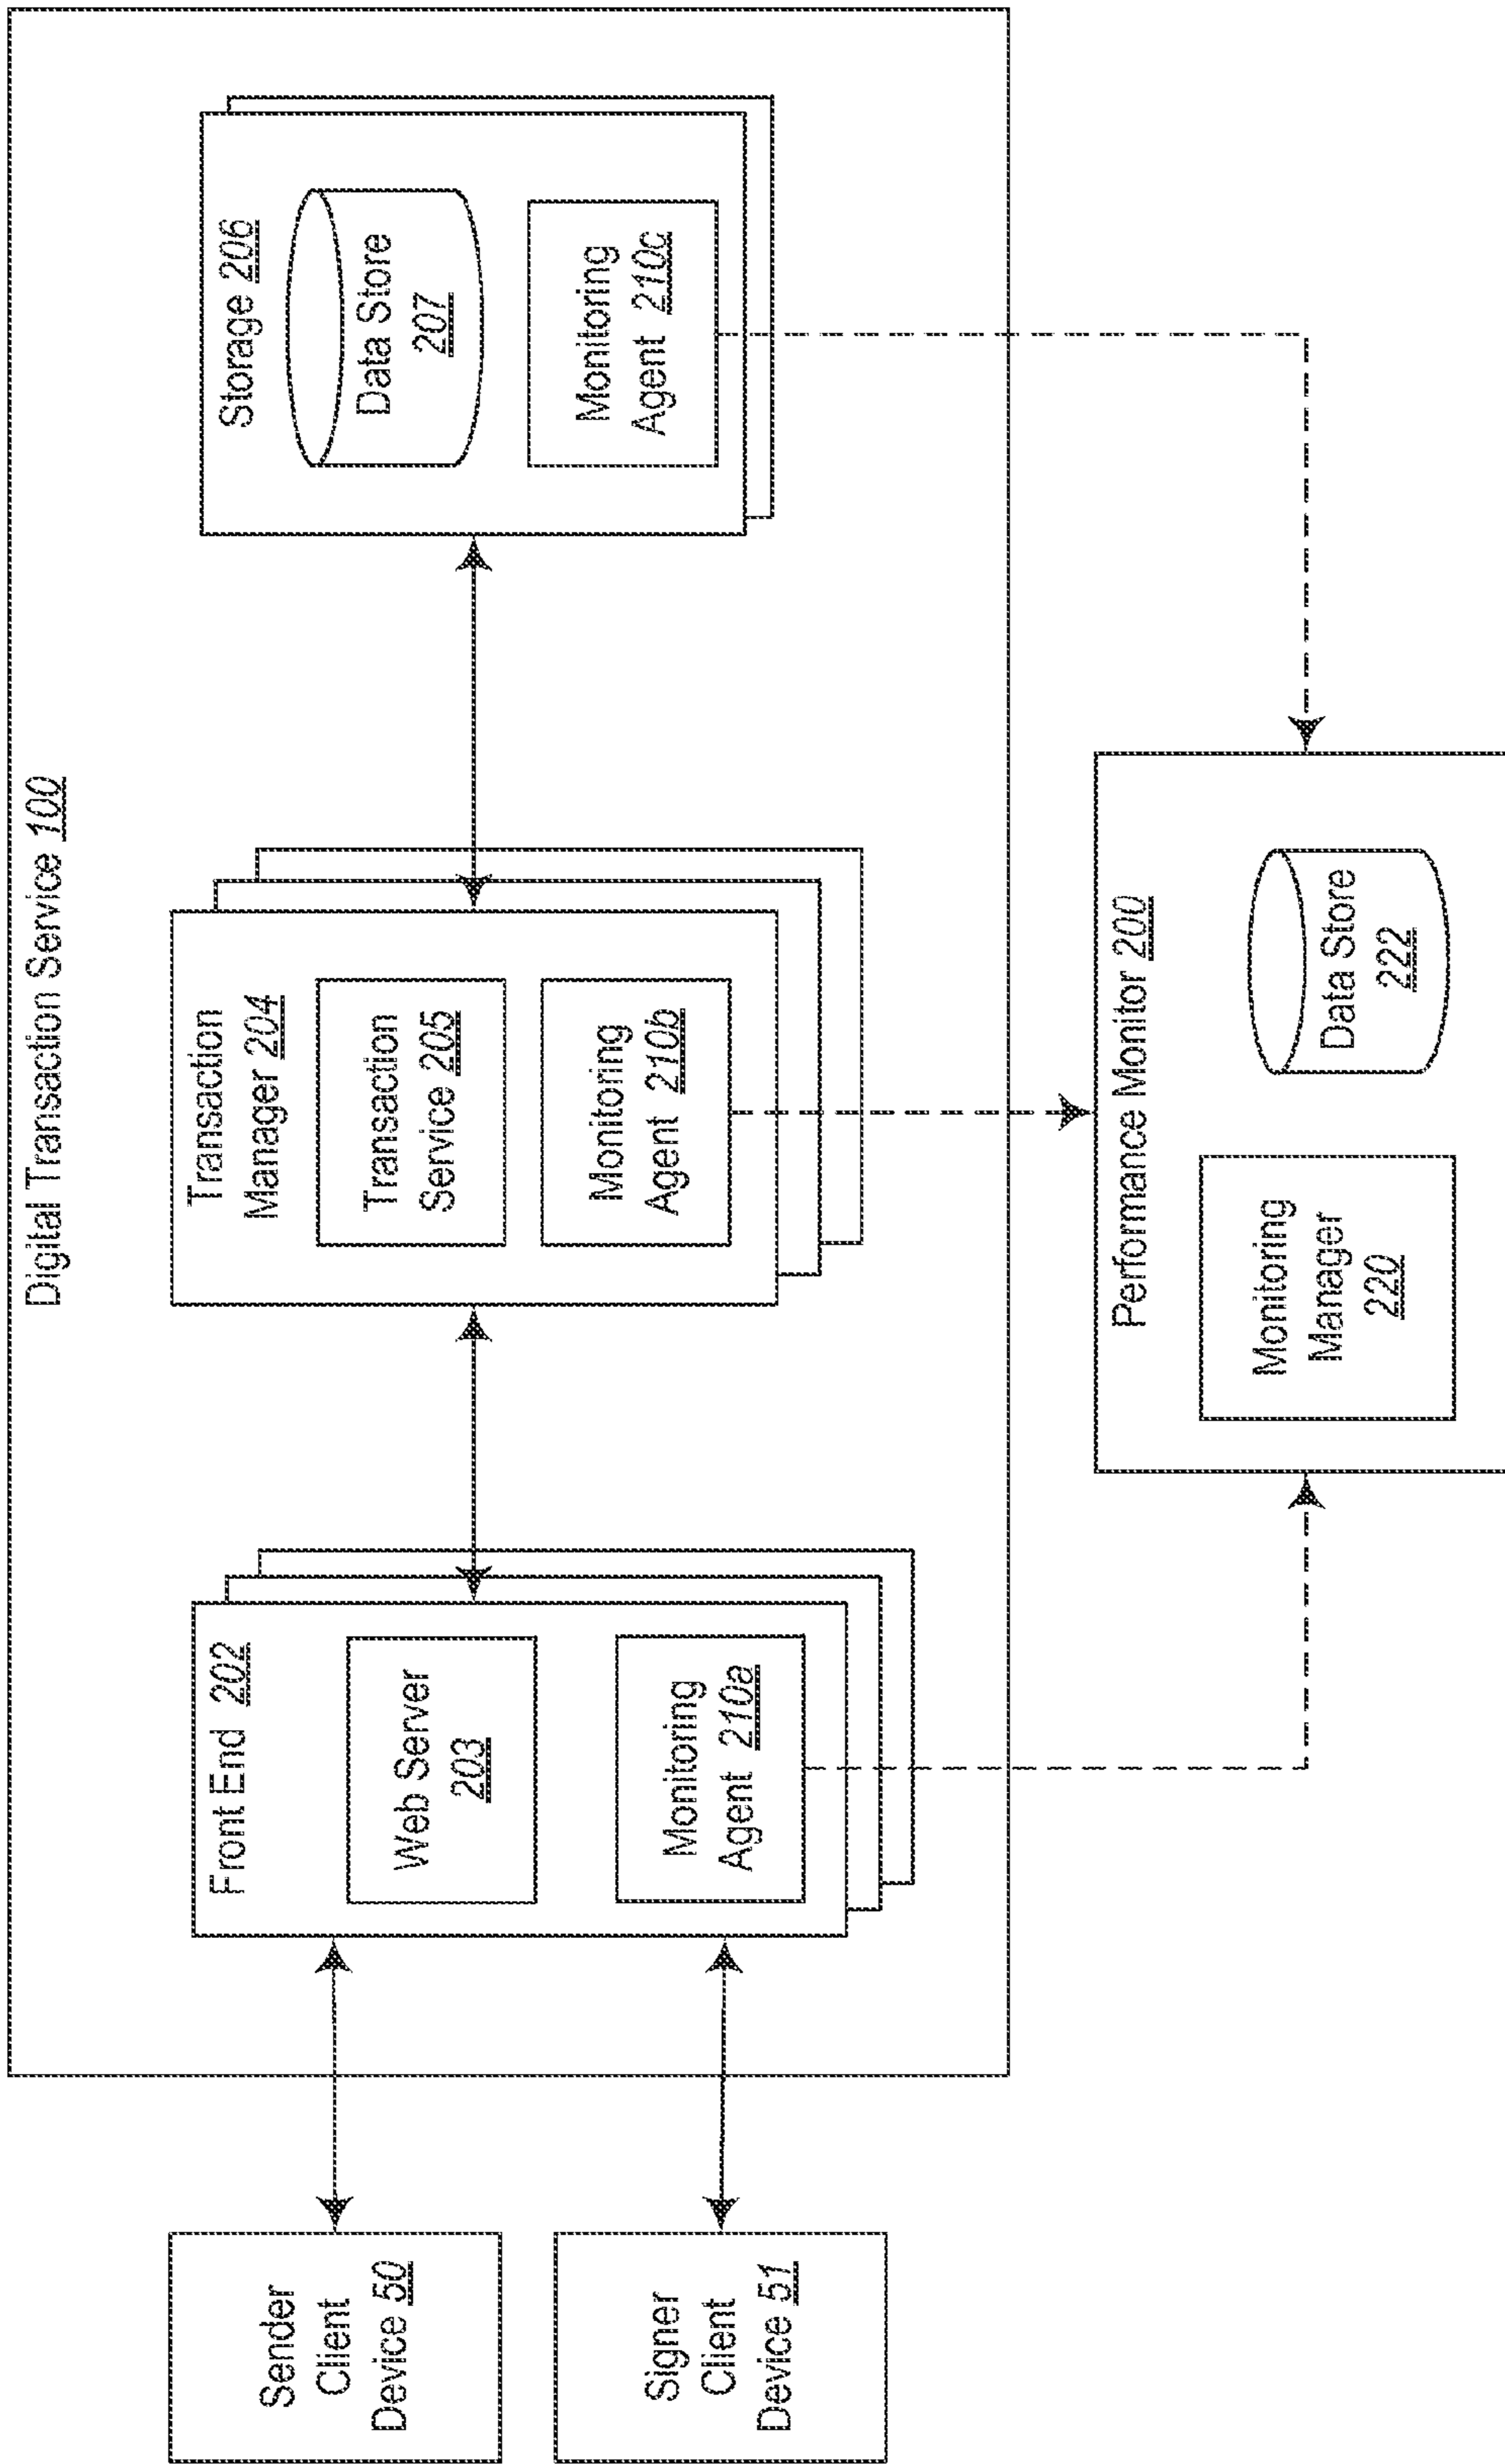 Digital Transaction Service 100
Sender
Client
Device 50
Signer
Client
Device 51
Front End 202
Web Server
203
Monitoring
Agent 210a
Transaction
Manager 204
Transaction
Service 205
Monitoring
Agent 210b
Storage 206
Data Store
207
Monitoring
Agent 210c
Performance Monitor 200
Monitoring
Manager
220
Data Store
222